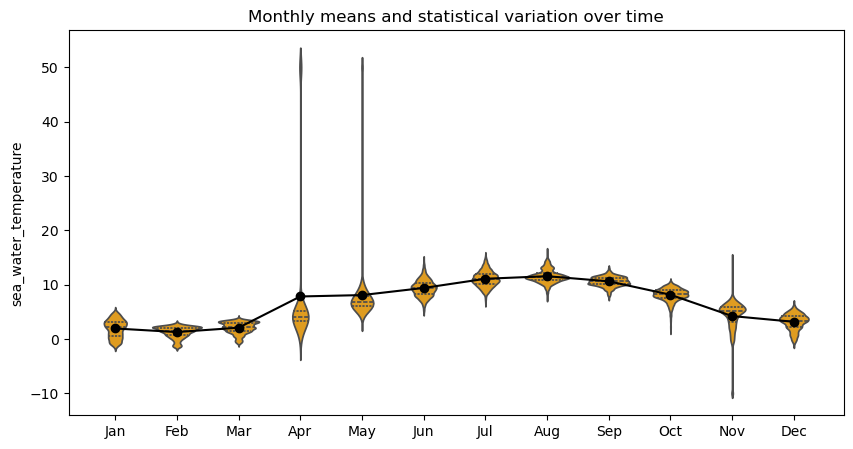 Monthly means and statistical variation over time
sea_water_temperature
50
40
30
20
10
0
−10
Jan Feb Mar Apr May Jun Jul Aug Sep Oct Nov Dec